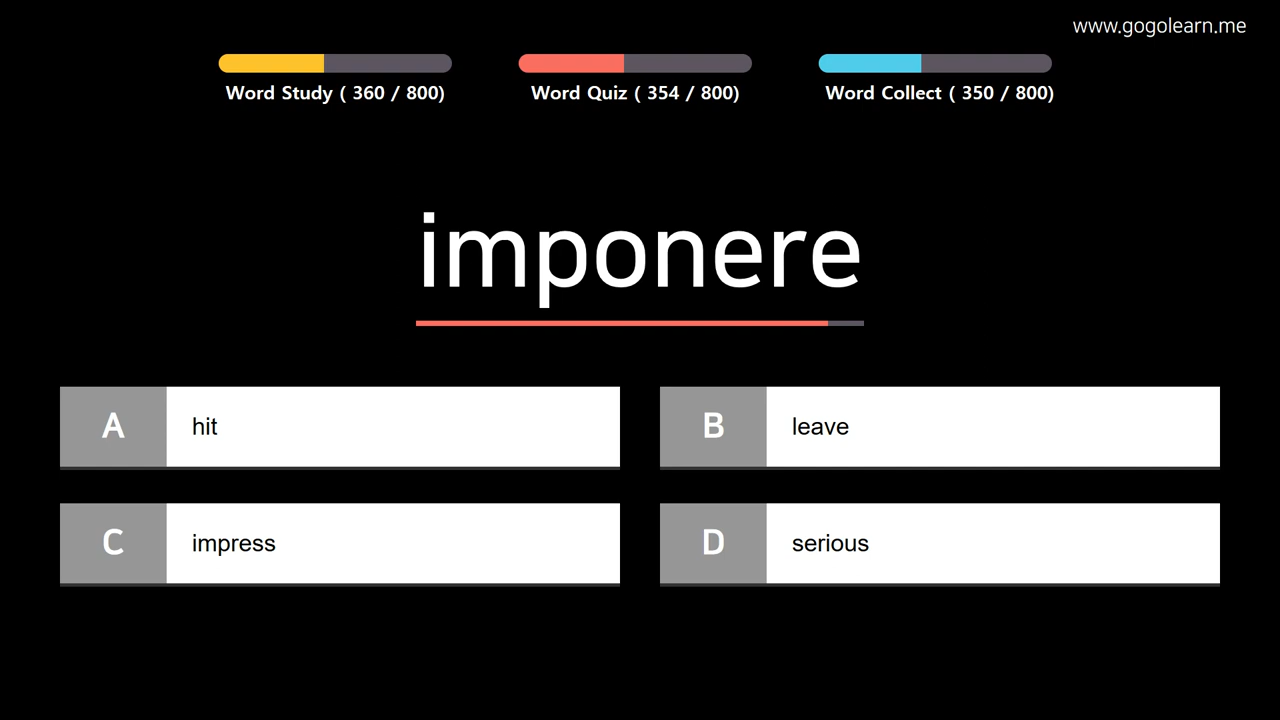 www.gogolearn.me
Word Study ( 360 / 800)
Word Quiz ( 354 / 800)
Word Collect ( 350 / 800)
imponere
A hit
B leave
C impress
D serious